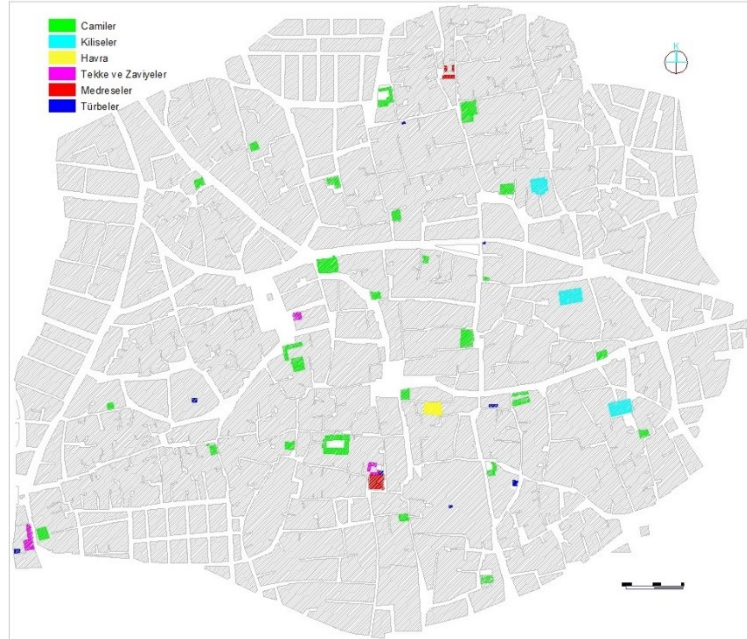 Camiler
Kiliseler
Havra
Tekke ve Zaviyeler
Medreseler
Türbeler
K